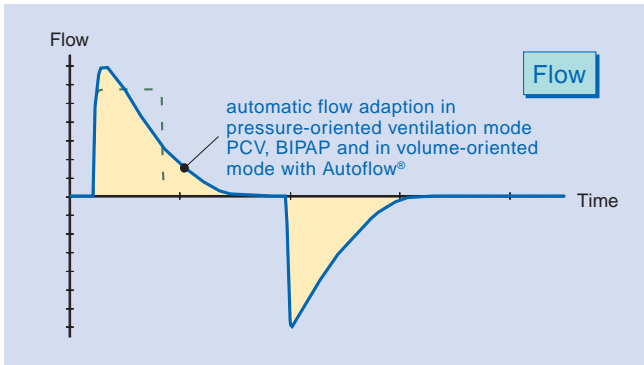 Flow
Flow
automatic flow adaption in
pressure-oriented ventilation mode
PCV, BIPAP and in volume-oriented
mode with Autoflow®
Time